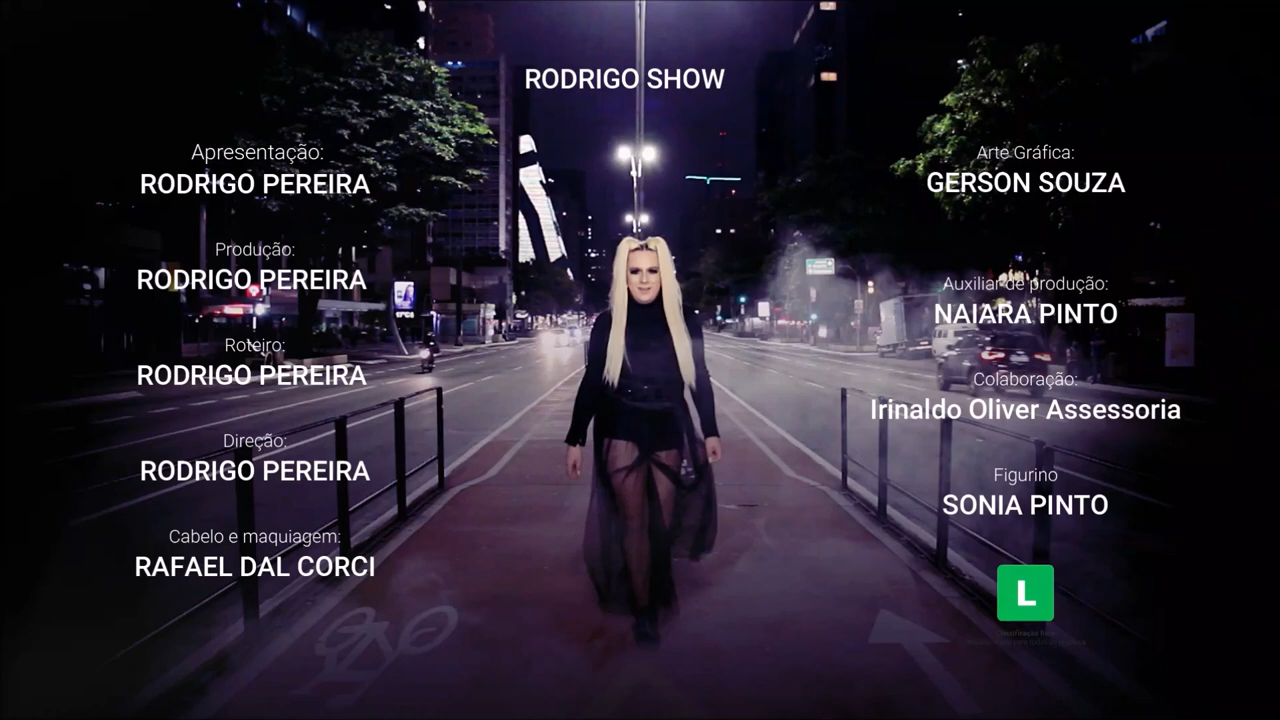 RODRIGO SHOW
Apresentação:
RODRIGO PEREIRA
Produção:
RODRIGO PEREIRA
Roteiro:
RODRIGO PEREIRA
Direção:
RODRIGO PEREIRA
Cabelo e maquiagem:
RAFAEL DAL CORCI
Arte Gráfica:
GERSON SOUZA
Auxiliar de produção:
NAIARA PINTO
Colaboração:
Irinaldo Oliver Assessoria
Figurino
SONIA PINTO
L